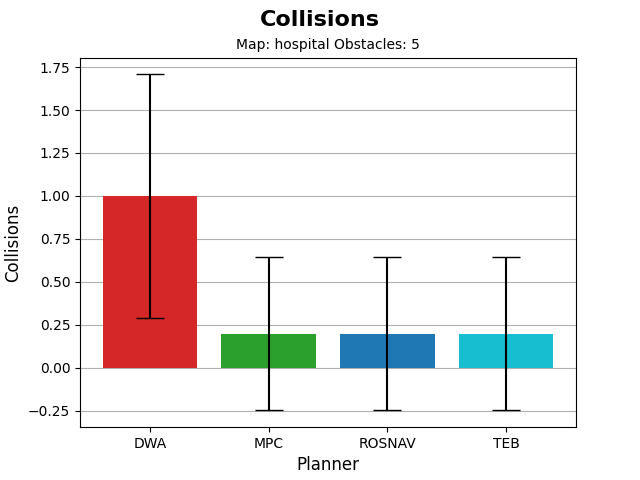 Collisions
Map: hospital Obstacles: 5
1.75
1.50
1.25
1.00
0.75
0.50
0.25
0.00
−0.25
Collisions
DWA MPC ROSNAV TEB
Planner